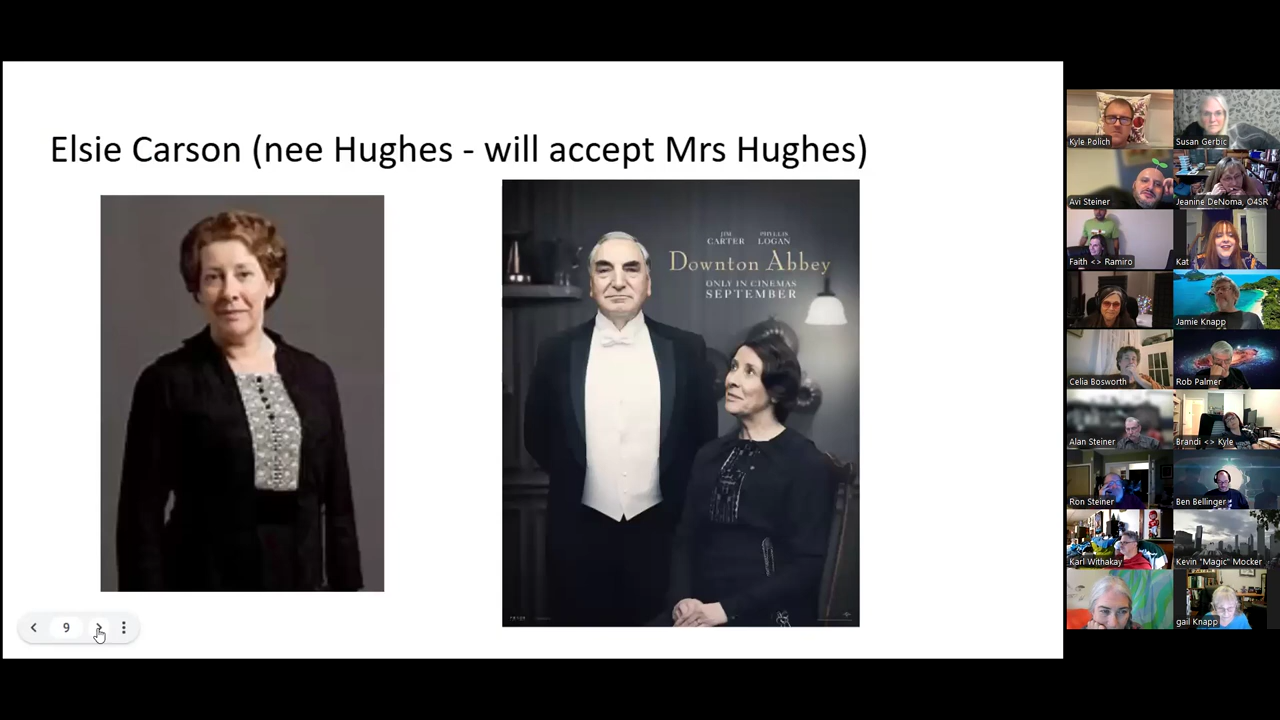 Elsie Carson (nee Hughes - will accept Mrs Hughes)
JIM CARTER
PHYLLIS LOGAN
Downton Abbey
ONLY IN CINEMAS
SEPTEMBER
9
Kyle Polich
Susan Gerbic
Avi Steiner
Jeanine DeNoma, O4SR
Faith <> Ramiro
Kat
Jamie Knapp
Celia Bosworth
Rob Palmer
Alan Steiner
Brandi <> Kyle
Ron Steiner
Ben Bellinger
Karl Withakay
Kevin "Magic" Mocker
gail Knapp